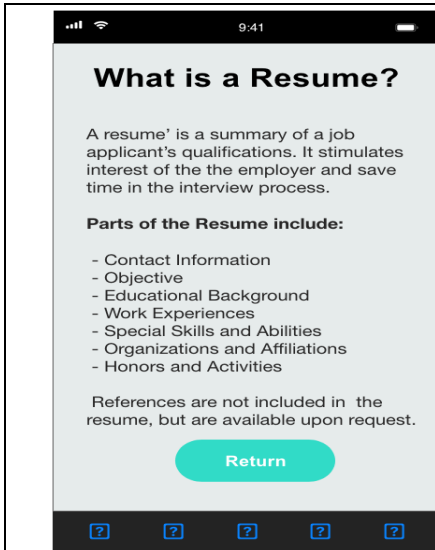 9:41
What is a Resume?
A resume' is a summary of a job
applicant's qualifications. It stimulates
interest of the the employer and save
time in the interview process.
Parts of the Resume include:
- Contact Information
- Objective
- Educational Background
- Work Experiences
- Special Skills and Abilities
- Organizations and Affiliations
- Honors and Activities
References are not included in the
resume, but are available upon request.
Return
? ? ? ? ?